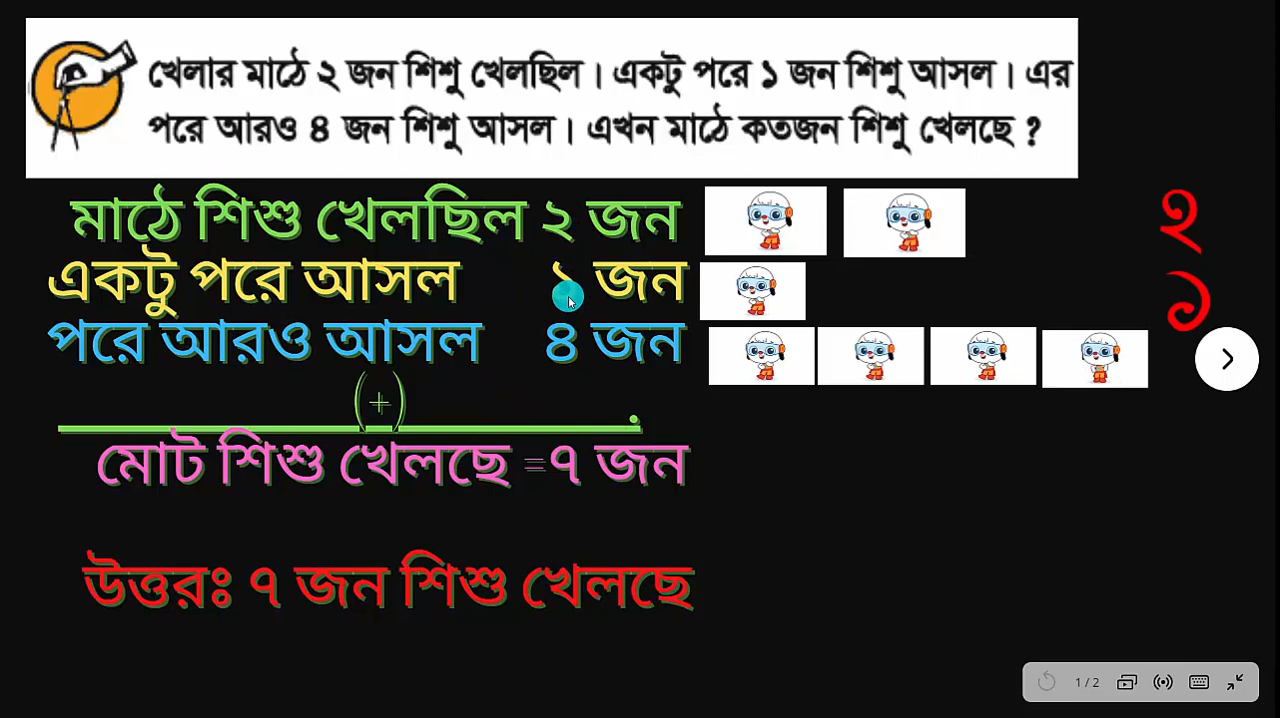 খেলার মাঠে ২ জন শিশু খেলছিল। একটু পরে ১ জন শিশু আসল। এর
পরে আরও ৪ জন শিশু আসল। এখন মাঠে কতজন শিশু খেলছে ?
মাঠে শিশু খেলছিল ২ জন
২
একটু পরে আসল ১ জন
১
পরে আরও আসল ৪ জন
(+)
মোট শিশু খেলছে =৭ জন
উত্তরঃ ৭ জন শিশু খেলছে
1 / 2